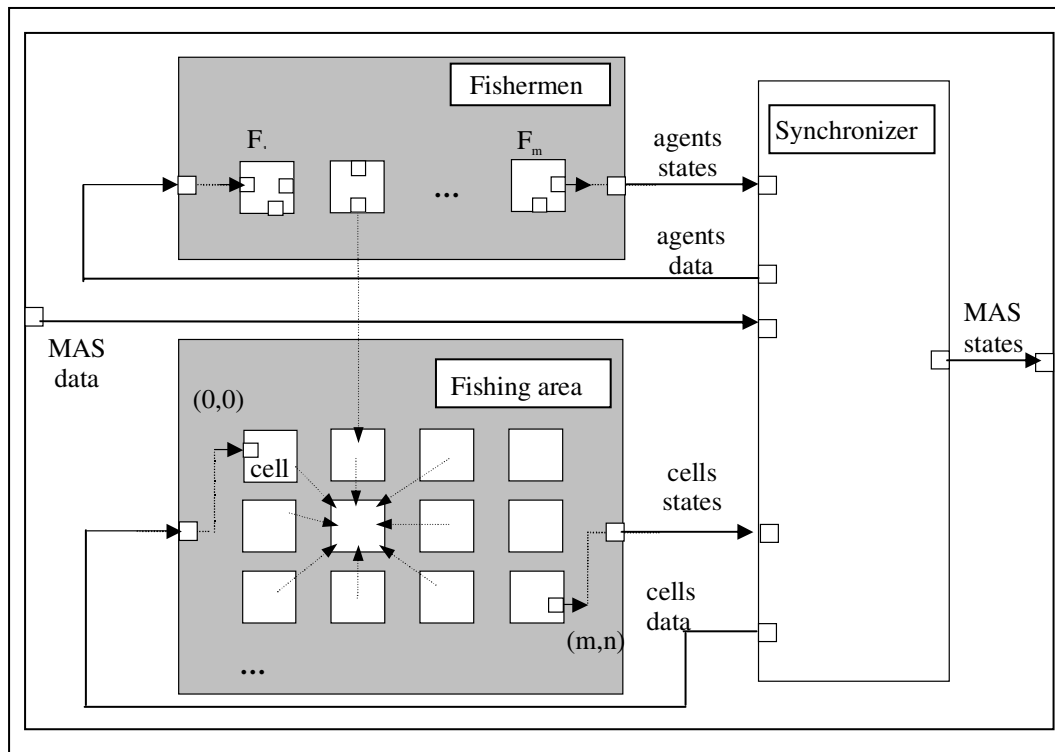 Fishermen
Synchronizer
F.
Fm
...
agents
states
agents
data
MAS
data
MAS
states
Fishing area
(0,0)
cell
cells
states
cells
data
(m,n)
...